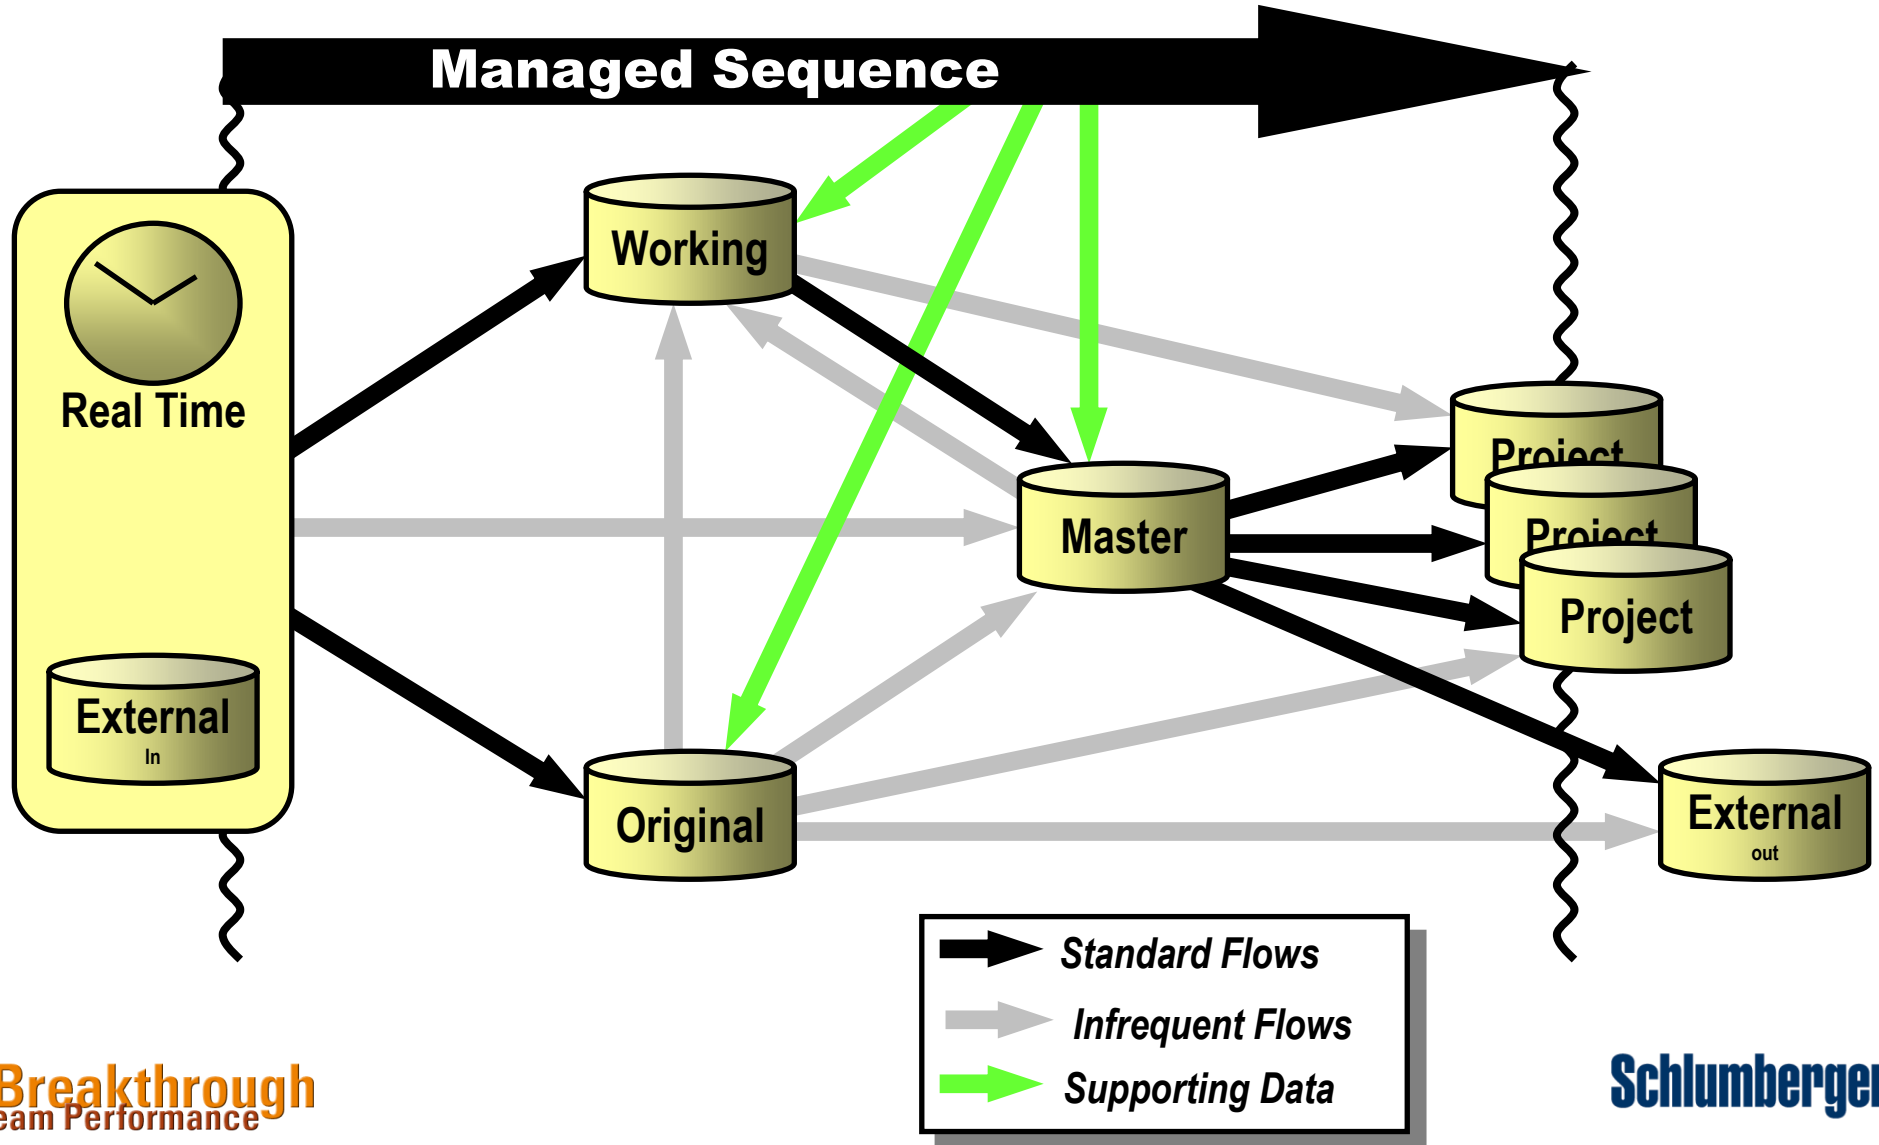 Managed Sequence
Working
Real Time
Project
Project
Master
Project
External
In
Original
External
out
Standard Flows
Infrequent Flows
Supporting Data
Breakthrough
eam Performance
Schlumberger